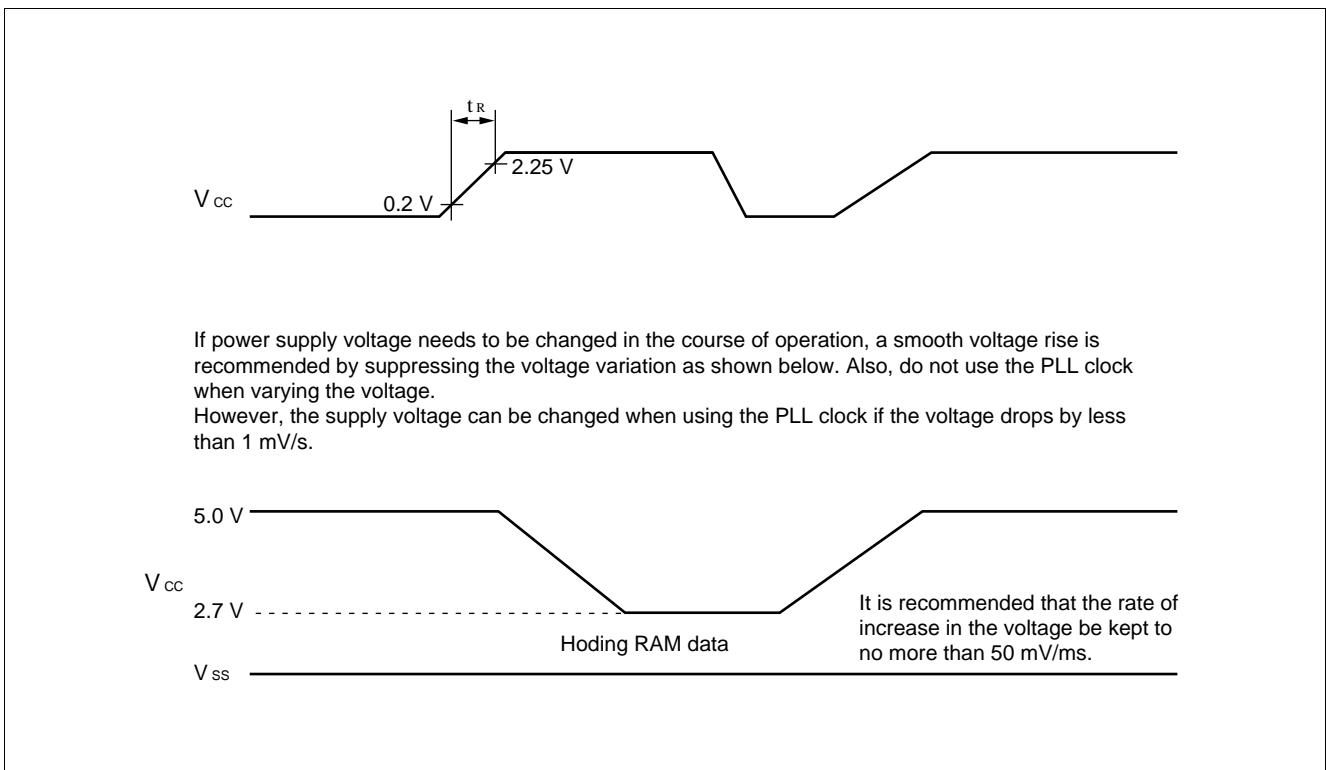 t R
2.25 V
V CC
0.2 V
If power supply voltage needs to be changed in the course of operation, a smooth voltage rise is
recommended by suppressing the voltage variation as shown below. Also, do not use the PLL clock
when varying the voltage.
However, the supply voltage can be changed when using the PLL clock if the voltage drops by less
than 1 mV/s.
5.0 V
V CC
2.7 V
It is recommended that the rate of
increase in the voltage be kept to
no more than 50 mV/ms.
Hoding RAM data
V SS